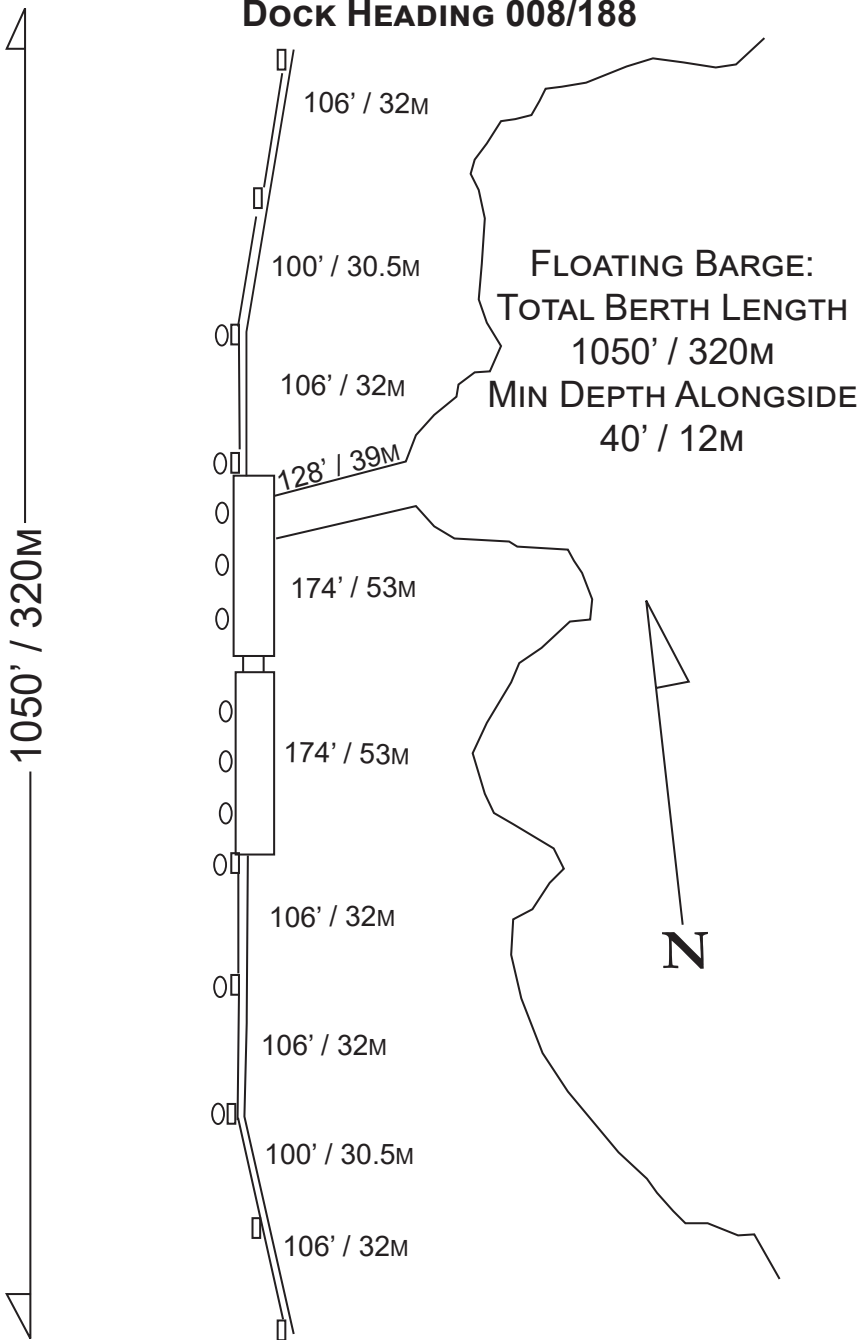 DOCK HEADING 008/188
106' / 32M
100' / 30.5M
FLOATING BARGE:
TOTAL BERTH LENGTH
1050' / 320M
MIN DEPTH ALONGSIDE
40' / 12M
106' / 32M
128' / 39M
174' / 53M
1050' / 320M
174' / 53M
106' / 32M
N
106' / 32M
100' / 30.5M
106' / 32M